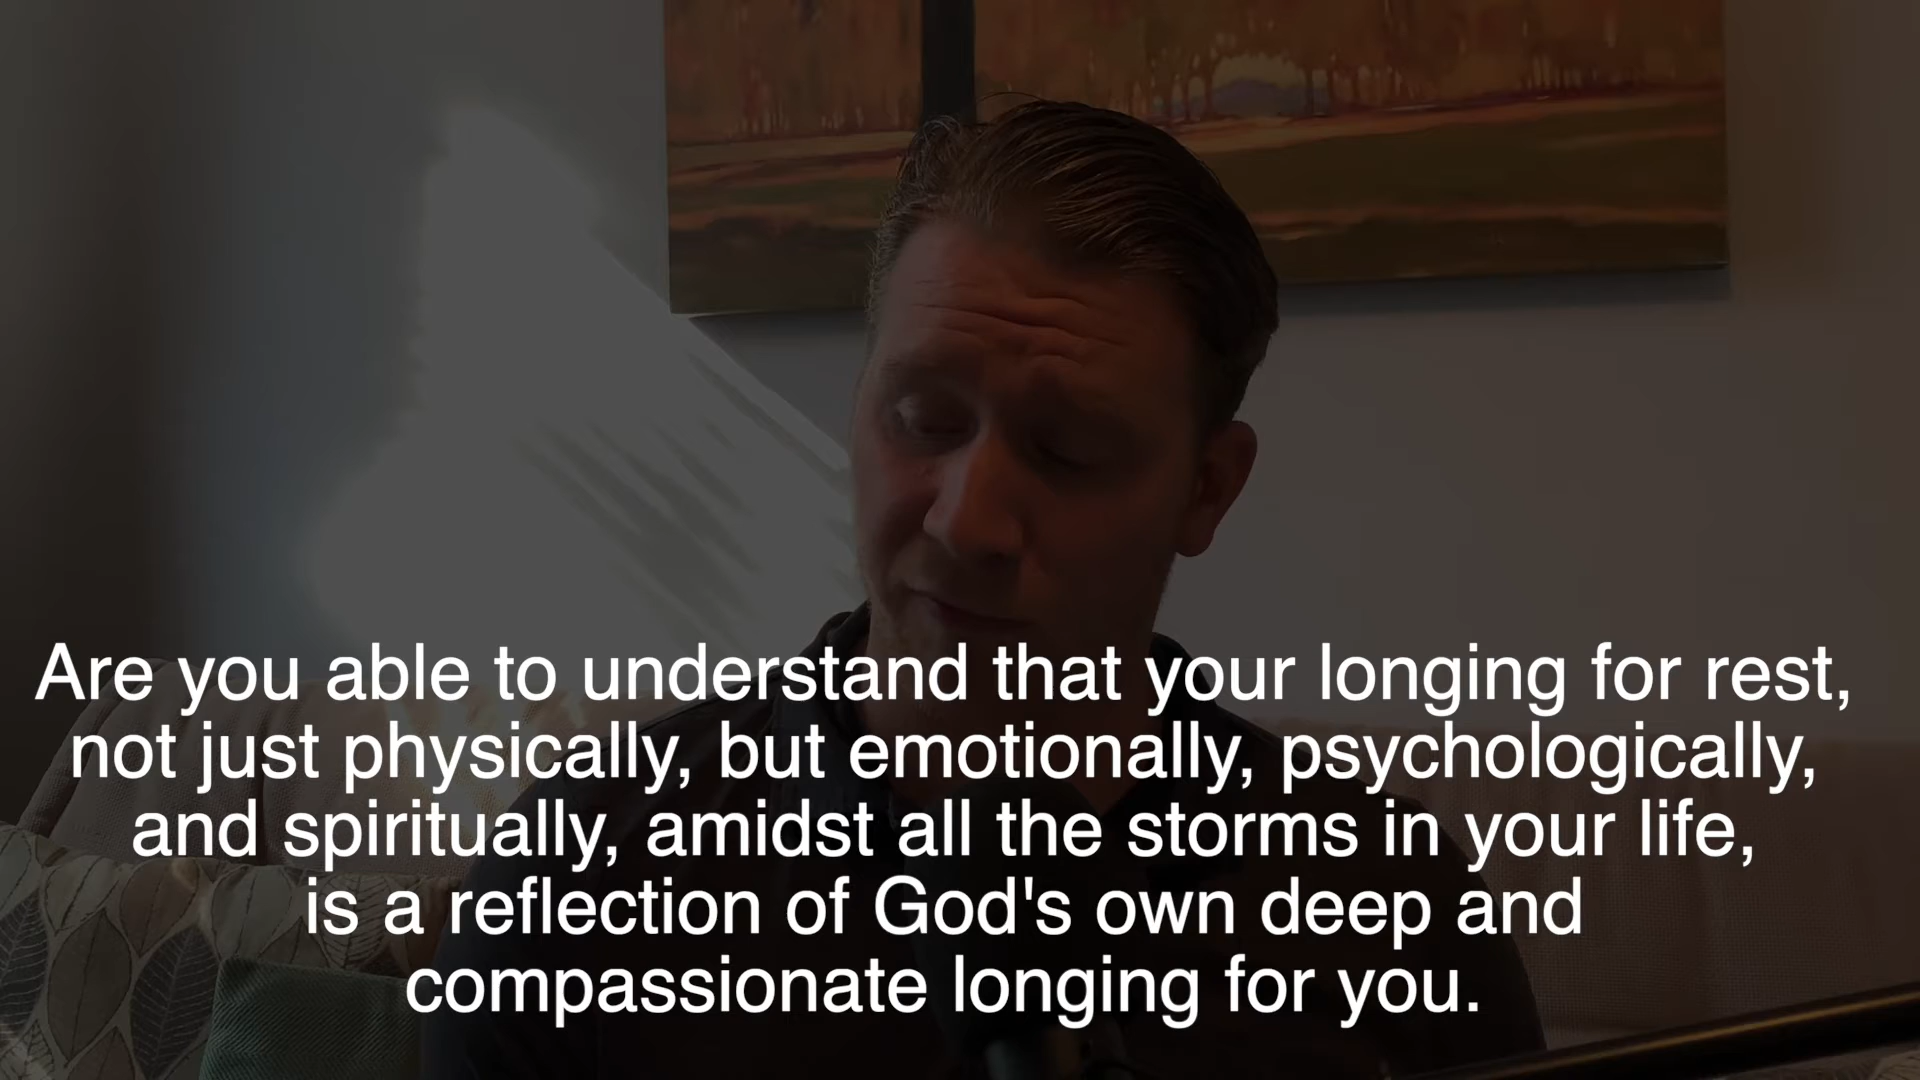 Are you able to understand that your longing for rest,
not just physically, but emotionally, psychologically,
and spiritually, amidst all the storms in your life,
is a reflection of God's own deep and
compassionate longing for you.